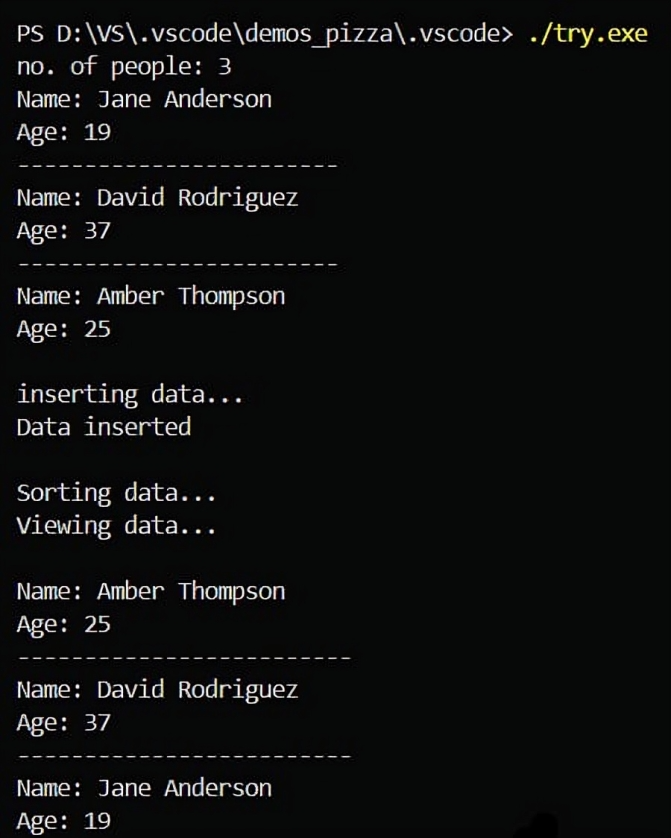 PS D:\VS\.vscode\demos_pizza\.vscode> ./try.exe
no. of people: 3
Name: Jane Anderson
Age: 19
------------------------
Name: David Rodriguez
Age: 37
------------------------
Name: Amber Thompson
Age: 25
inserting data...
Data inserted
Sorting data...
Viewing data...
Name: Amber Thompson
Age: 25
-------------------------
Name: David Rodriguez
Age: 37
-------------------------
Name: Jane Anderson
Age: 19